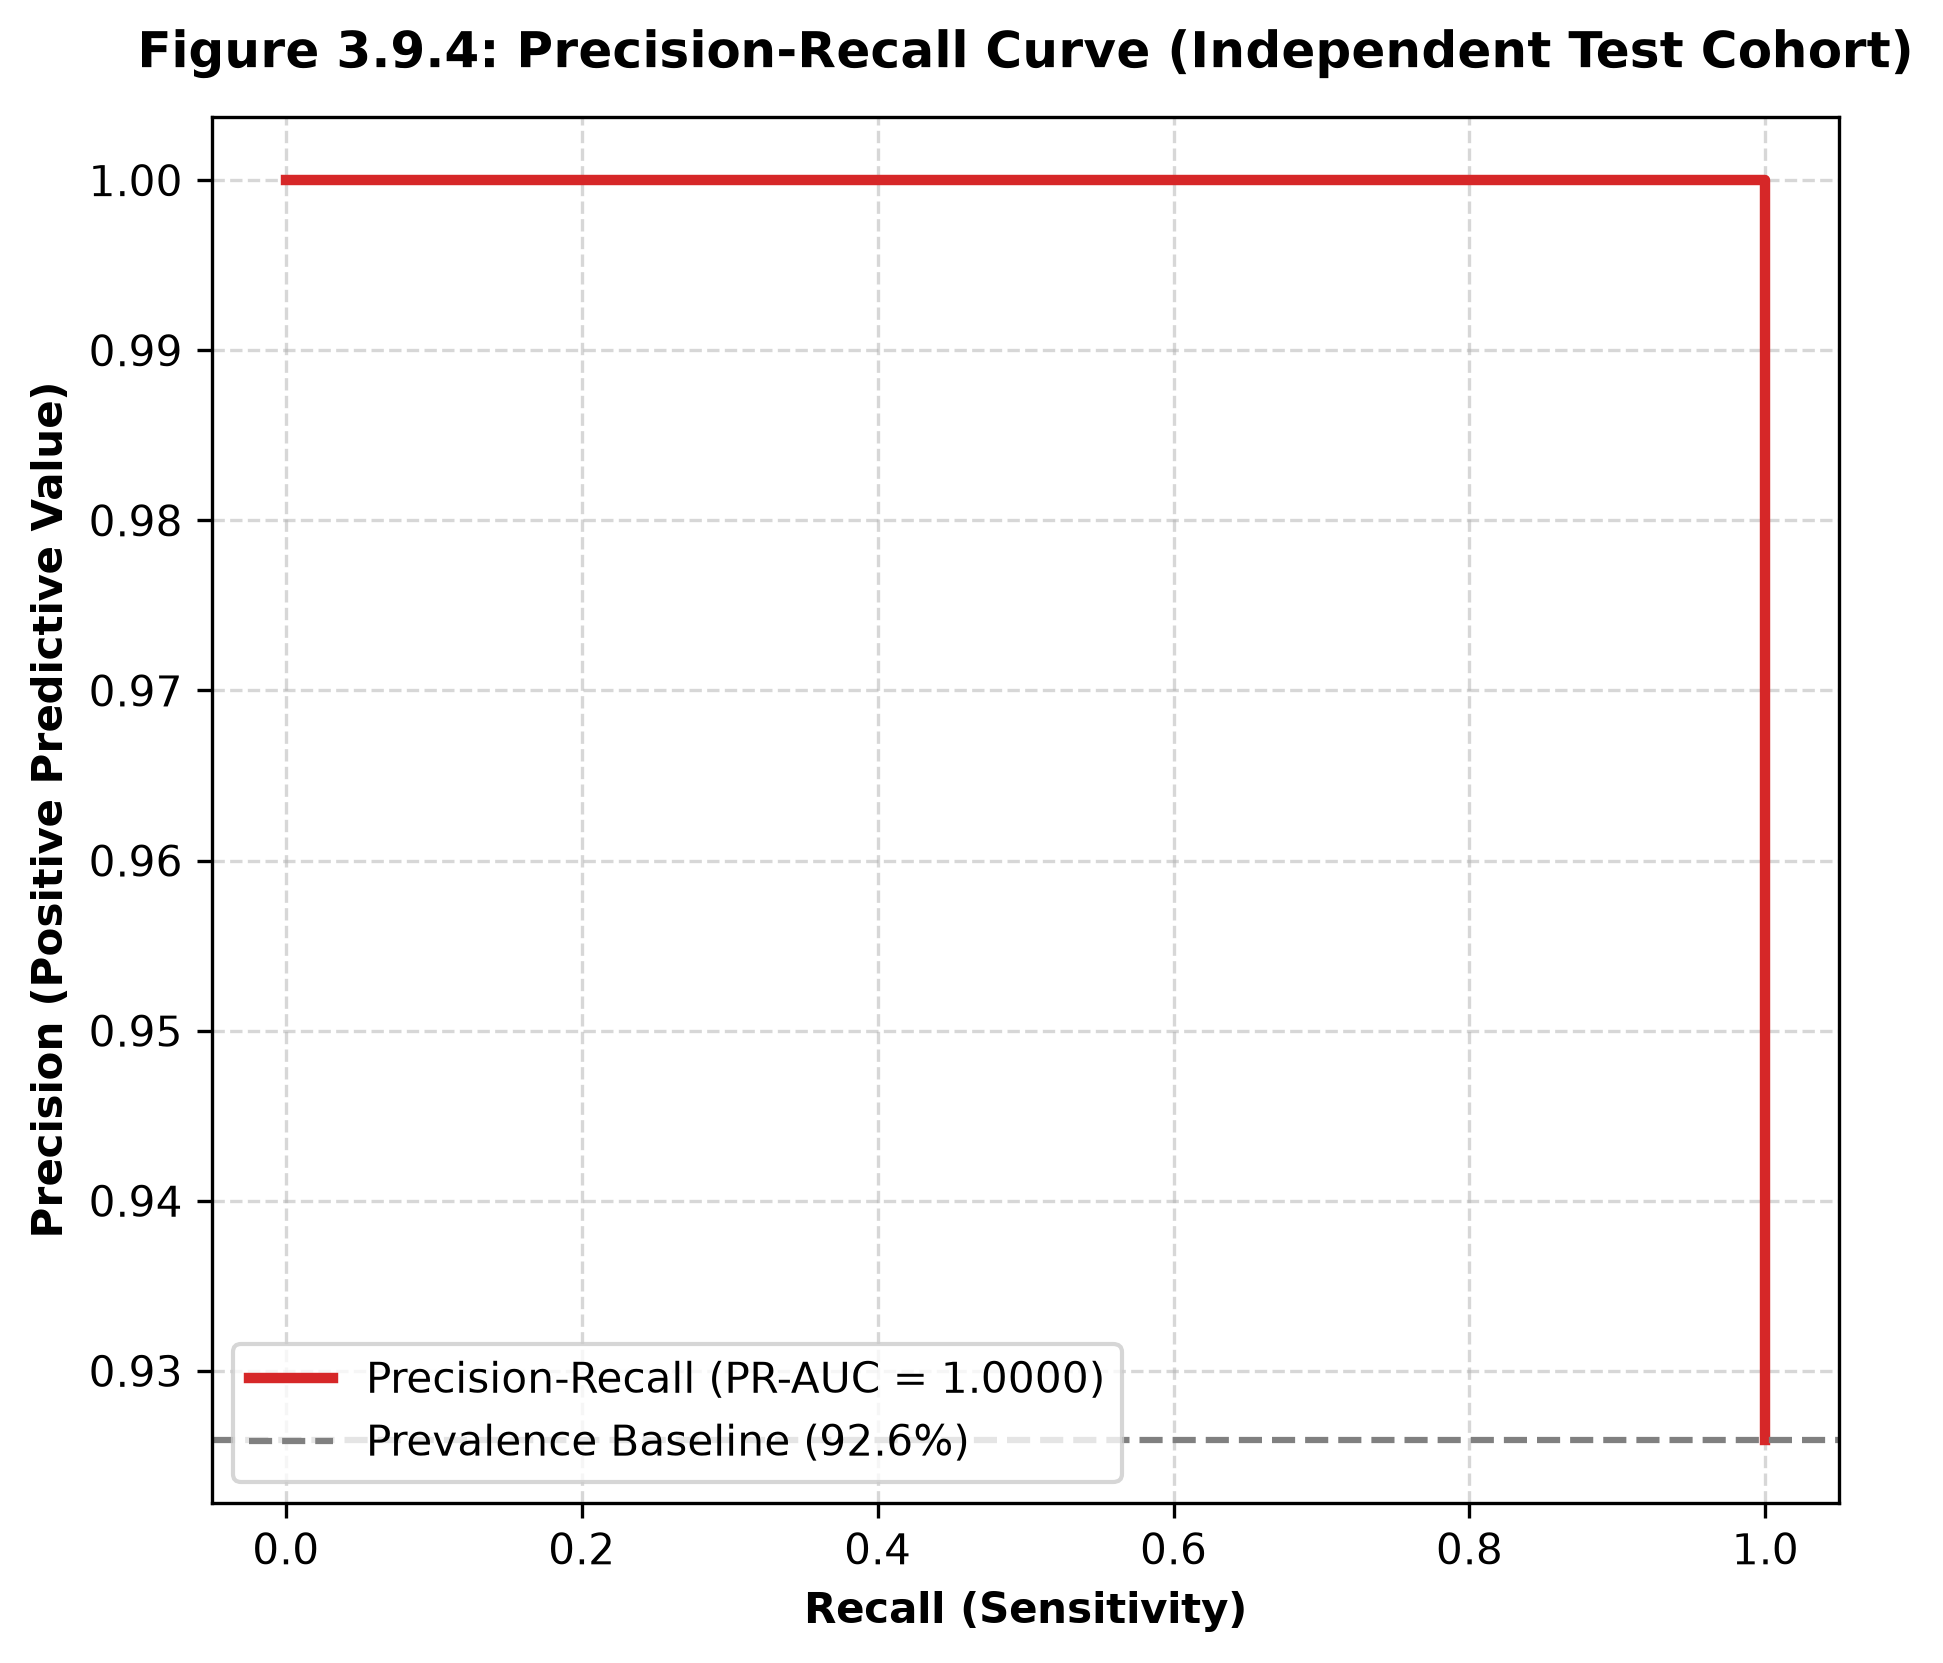 Figure 3.9.4: Precision-Recall Curve (Independent Test Cohort)
Precision (Positive Predictive Value)
1.00
0.99
0.98
0.97
0.96
0.95
0.94
0.93
Precision-Recall (PR-AUC = 1.0000)
Prevalence Baseline (92.6%)
0.0 0.2 0.4 0.6 0.8 1.0
Recall (Sensitivity)